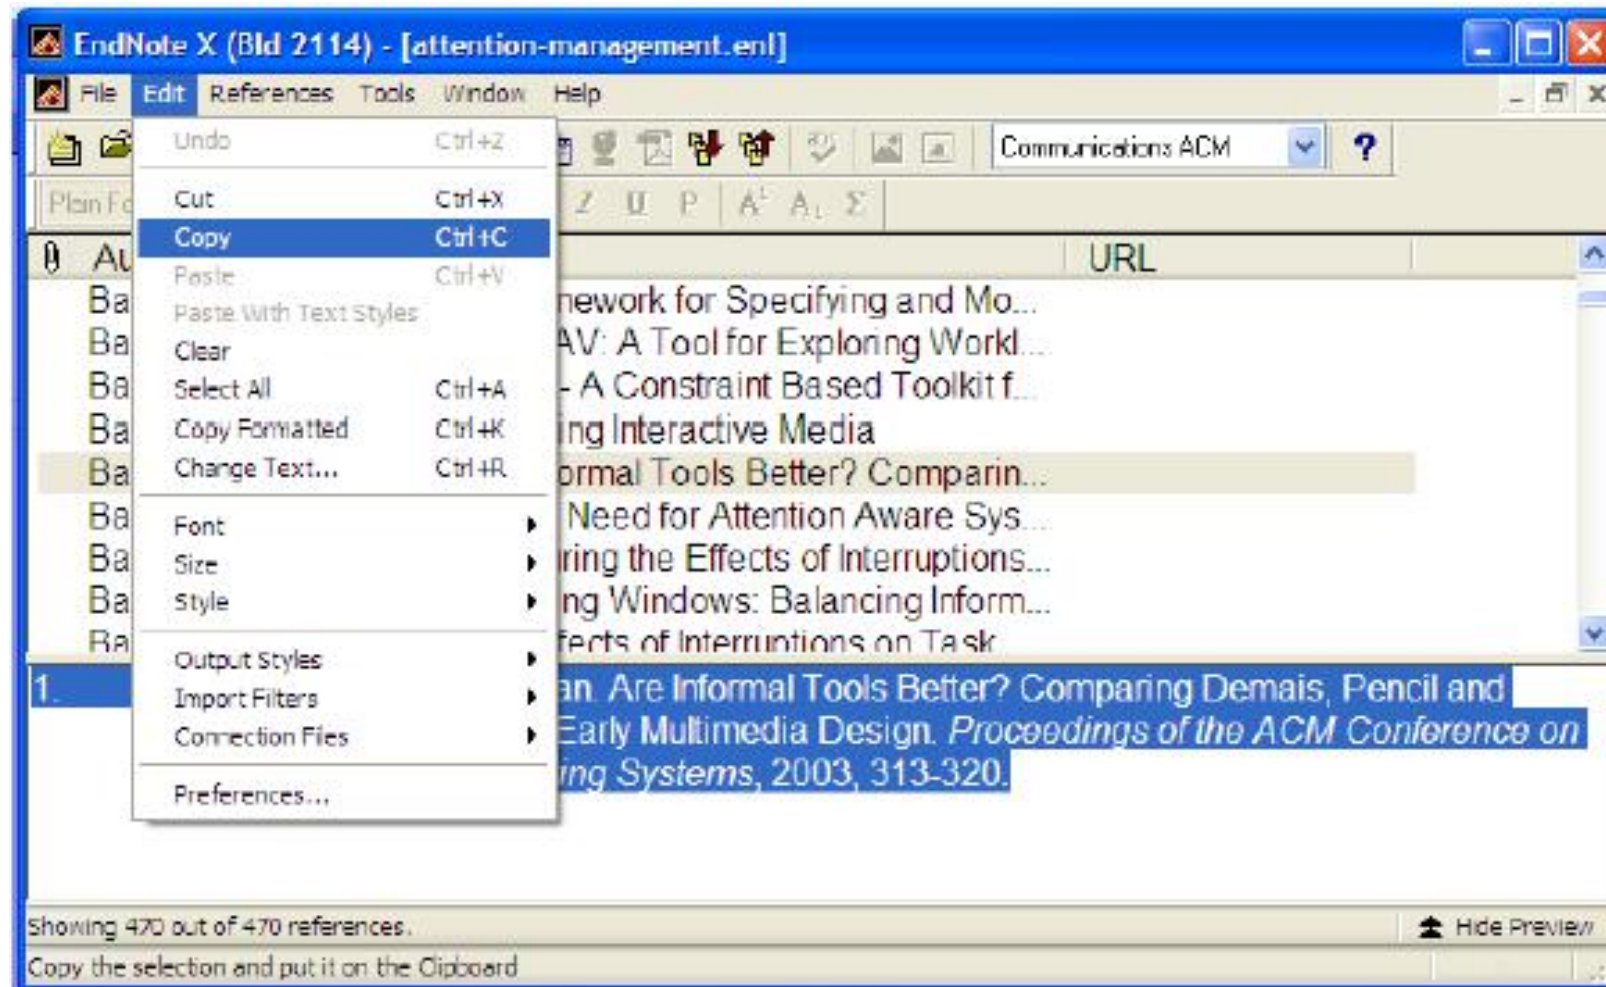 EndNote X (Bld 2114) - [attention-management.enl]
File Edit References Tools Window Help
Communications ACM ?
Plain Fo
Undo Ctrl+Z
Cut Ctrl+X
Copy Ctrl+C
Paste Ctrl+V
Paste With Text Styles
Clear
Select All Ctrl+A
Copy Formatted Ctrl+K
Change Text... Ctrl+R
Font
Size
Style
Output Styles
Import Filters
Connection Files
Preferences...
Au URL
Ba nework for Specifying and Mo...
Ba AV: A Tool for Exploring Workl...
Ba - A Constraint Based Toolkit f...
Ba ing Interactive Media
Ba ormal Tools Better? Comparin...
Ba Need for Attention Aware Sys...
Ba uring the Effects of Interruptions...
Ba ng Windows: Balancing Inform...
Ba fects of Interruptions on Task
1. an. Are Informal Tools Better? Comparing Demais, Pencil and
Early Multimedia Design. Proceedings of the ACM Conference on
ing Systems, 2003, 313-320.
Showing 470 out of 470 references. Hide Preview
Copy the selection and put it on the Clipboard